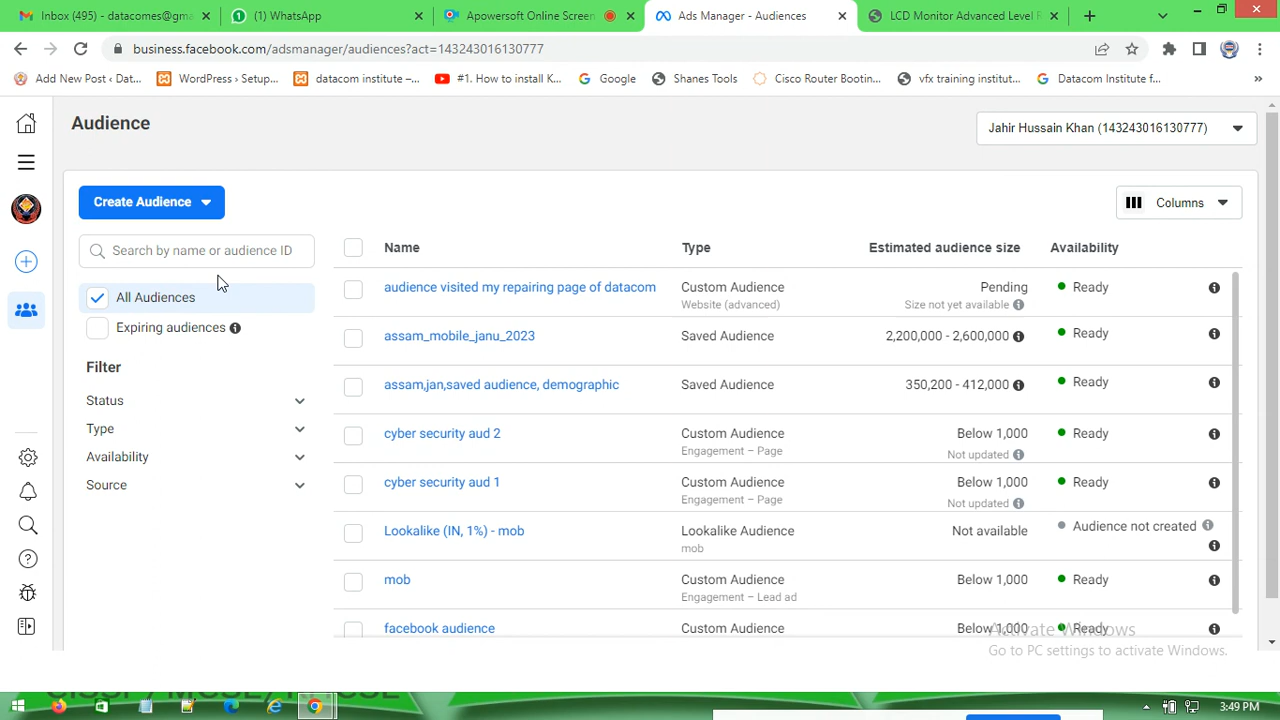 Inbox (495) - datacomes@gma
(1) WhatsApp
Apowersoft Online Screen
Ads Manager - Audiences
LCD Monitor Advanced Level R
business.facebook.com/adsmanager/audiences?act=143243016130777
Add New Post ‹ Dat...
WordPress › Setup...
datacom institute –...
#1. How to install K...
Google
Shanes Tools
Cisco Router Bootin...
vfx training institut...
Datacom Institute f...
Audience
Jahir Hussain Khan (143243016130777)
Create Audience
Columns
Search by name or audience ID
Name Type Estimated audience size Availability
All Audiences
Expiring audiences
Filter
Status
Type
Availability
Source
audience visited my repairing page of datacom Custom Audience Pending Ready
Website (advanced) Size not yet available
assam_mobile_janu_2023 Saved Audience 2,200,000 - 2,600,000 Ready
assam,jan,saved audience, demographic Saved Audience 350,200 - 412,000 Ready
cyber security aud 2 Custom Audience Below 1,000 Ready
Engagement – Page Not updated
cyber security aud 1 Custom Audience Below 1,000 Ready
Engagement – Page Not updated
Lookalike (IN, 1%) - mob Lookalike Audience Not available Audience not created
mob
mob Custom Audience Below 1,000 Ready
Engagement – Lead ad
facebook audience Custom Audience Below 1,000 Ready
Activate Windows
Go to PC settings to activate Windows.
3:49 PM